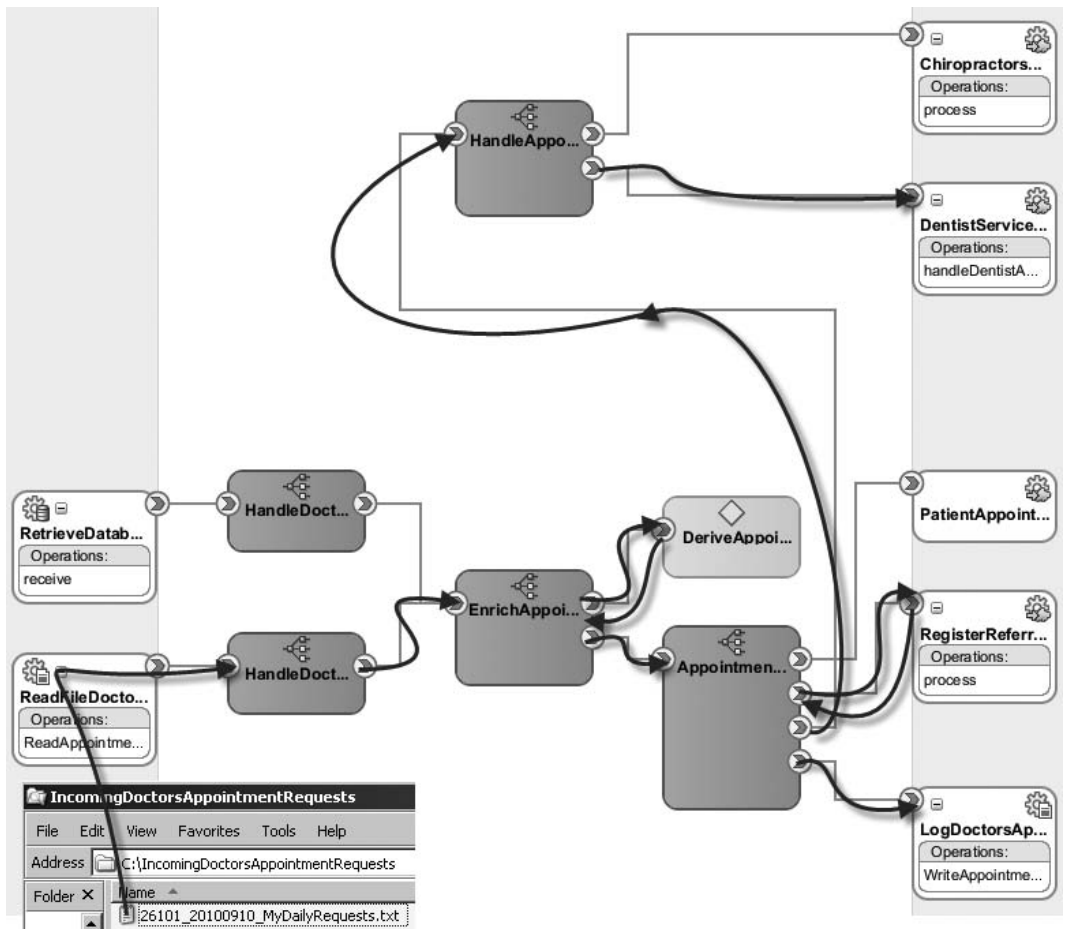 Chiropractors...
Operations:
process
HandleAppo...
DentistService...
Operations:
handleDentistA...
RetrieveDatab...
Operations:
receive
HandleDoct...
DeriveAppoi...
PatientAppoint...
EnrichAppoi...
ReadFileDocto...
Operations:
ReadAppointme...
HandleDoct...
Appointmen...
RegisterReferr...
Operations:
process
LogDoctorsAp...
Operations:
WriteAppointme...
IncomingDoctorsAppointmentRequests
File Edit View Favorites Tools Help
Address C:\IncomingDoctorsAppointmentRequests
Folder X Name
26101_20100910_MyDailyRequests.txt